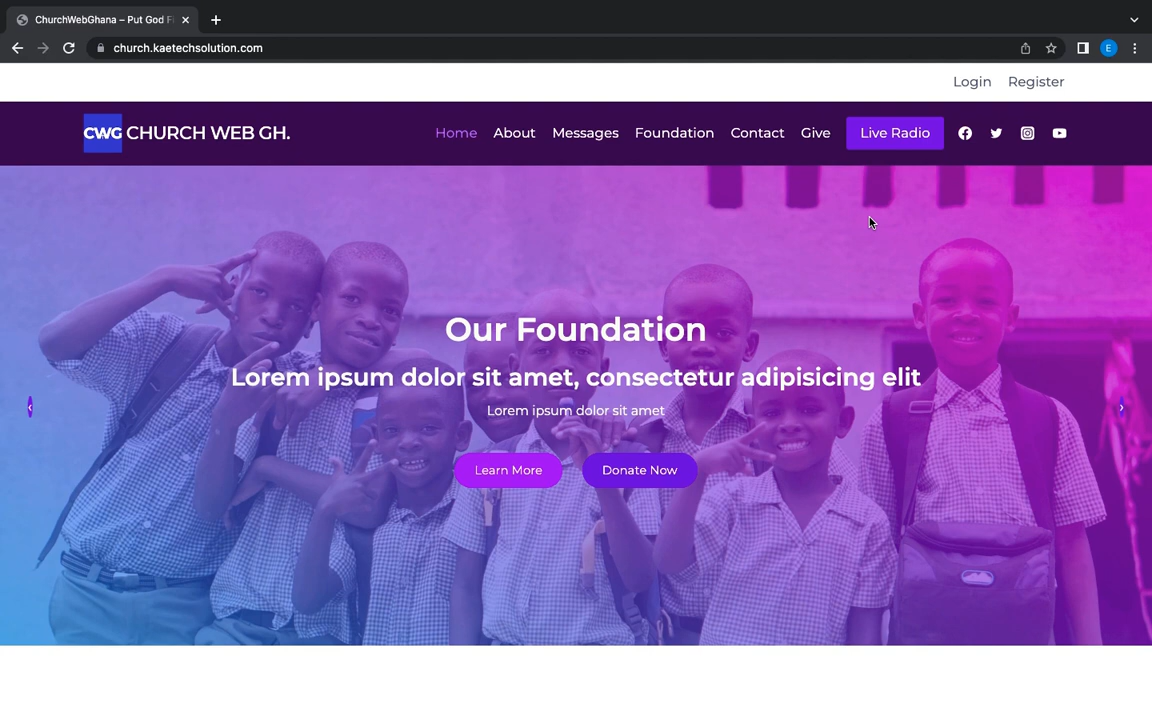 ChurchWebGhana – Put God Fi
church.kaetechsolution.com
E
Login Register
CWG CHURCH WEB GH.
Home About Messages Foundation Contact Give Live Radio
Our Foundation
Lorem ipsum dolor sit amet, consectetur adipisicing elit
Lorem ipsum dolor sit amet
Learn More Donate Now